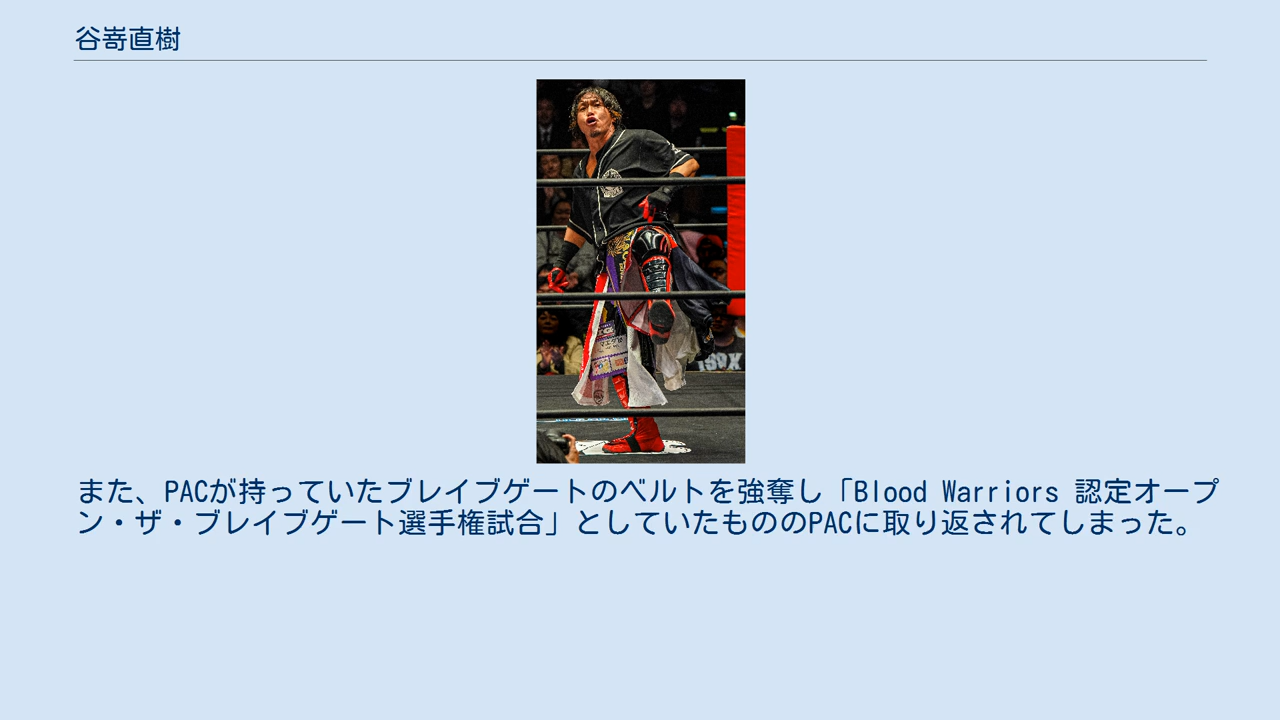 谷嵜直樹
また、PACが持っていたブレイブゲートのベルトを強奪し「Blood Warriors 認定オープ
ン・ザ・ブレイブゲート選手権試合」としていたもののPACに取り返されてしまった。